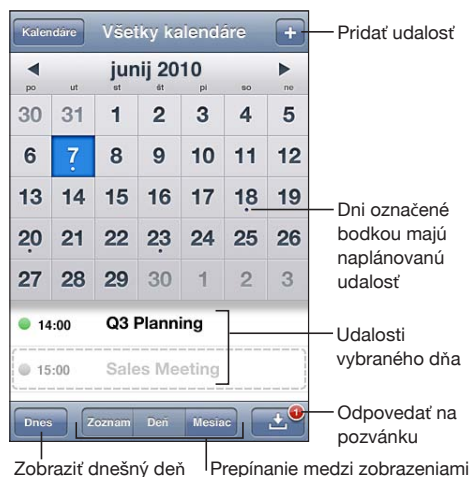 Kalendáre Všetky kalendáre + Pridať udalosť
junij 2010
po ut st št pi so ne
30 31 1 2 3 4 5
6 7 8 9 10 11 12
13 14 15 16 17 18 19
Dni označené
bodkou majú
naplánovanú
udalosť
20 21 22 23 24 25 26
27 28 29 30 1 2 3
14:00 Q3 Planning
Udalosti
vybraného dňa
15:00 Sales Meeting
Odpovedať na
pozvánku
Dnes Zoznam Deň Mesiac 1
Zobraziť dnešný deň Prepínanie medzi zobrazeniami